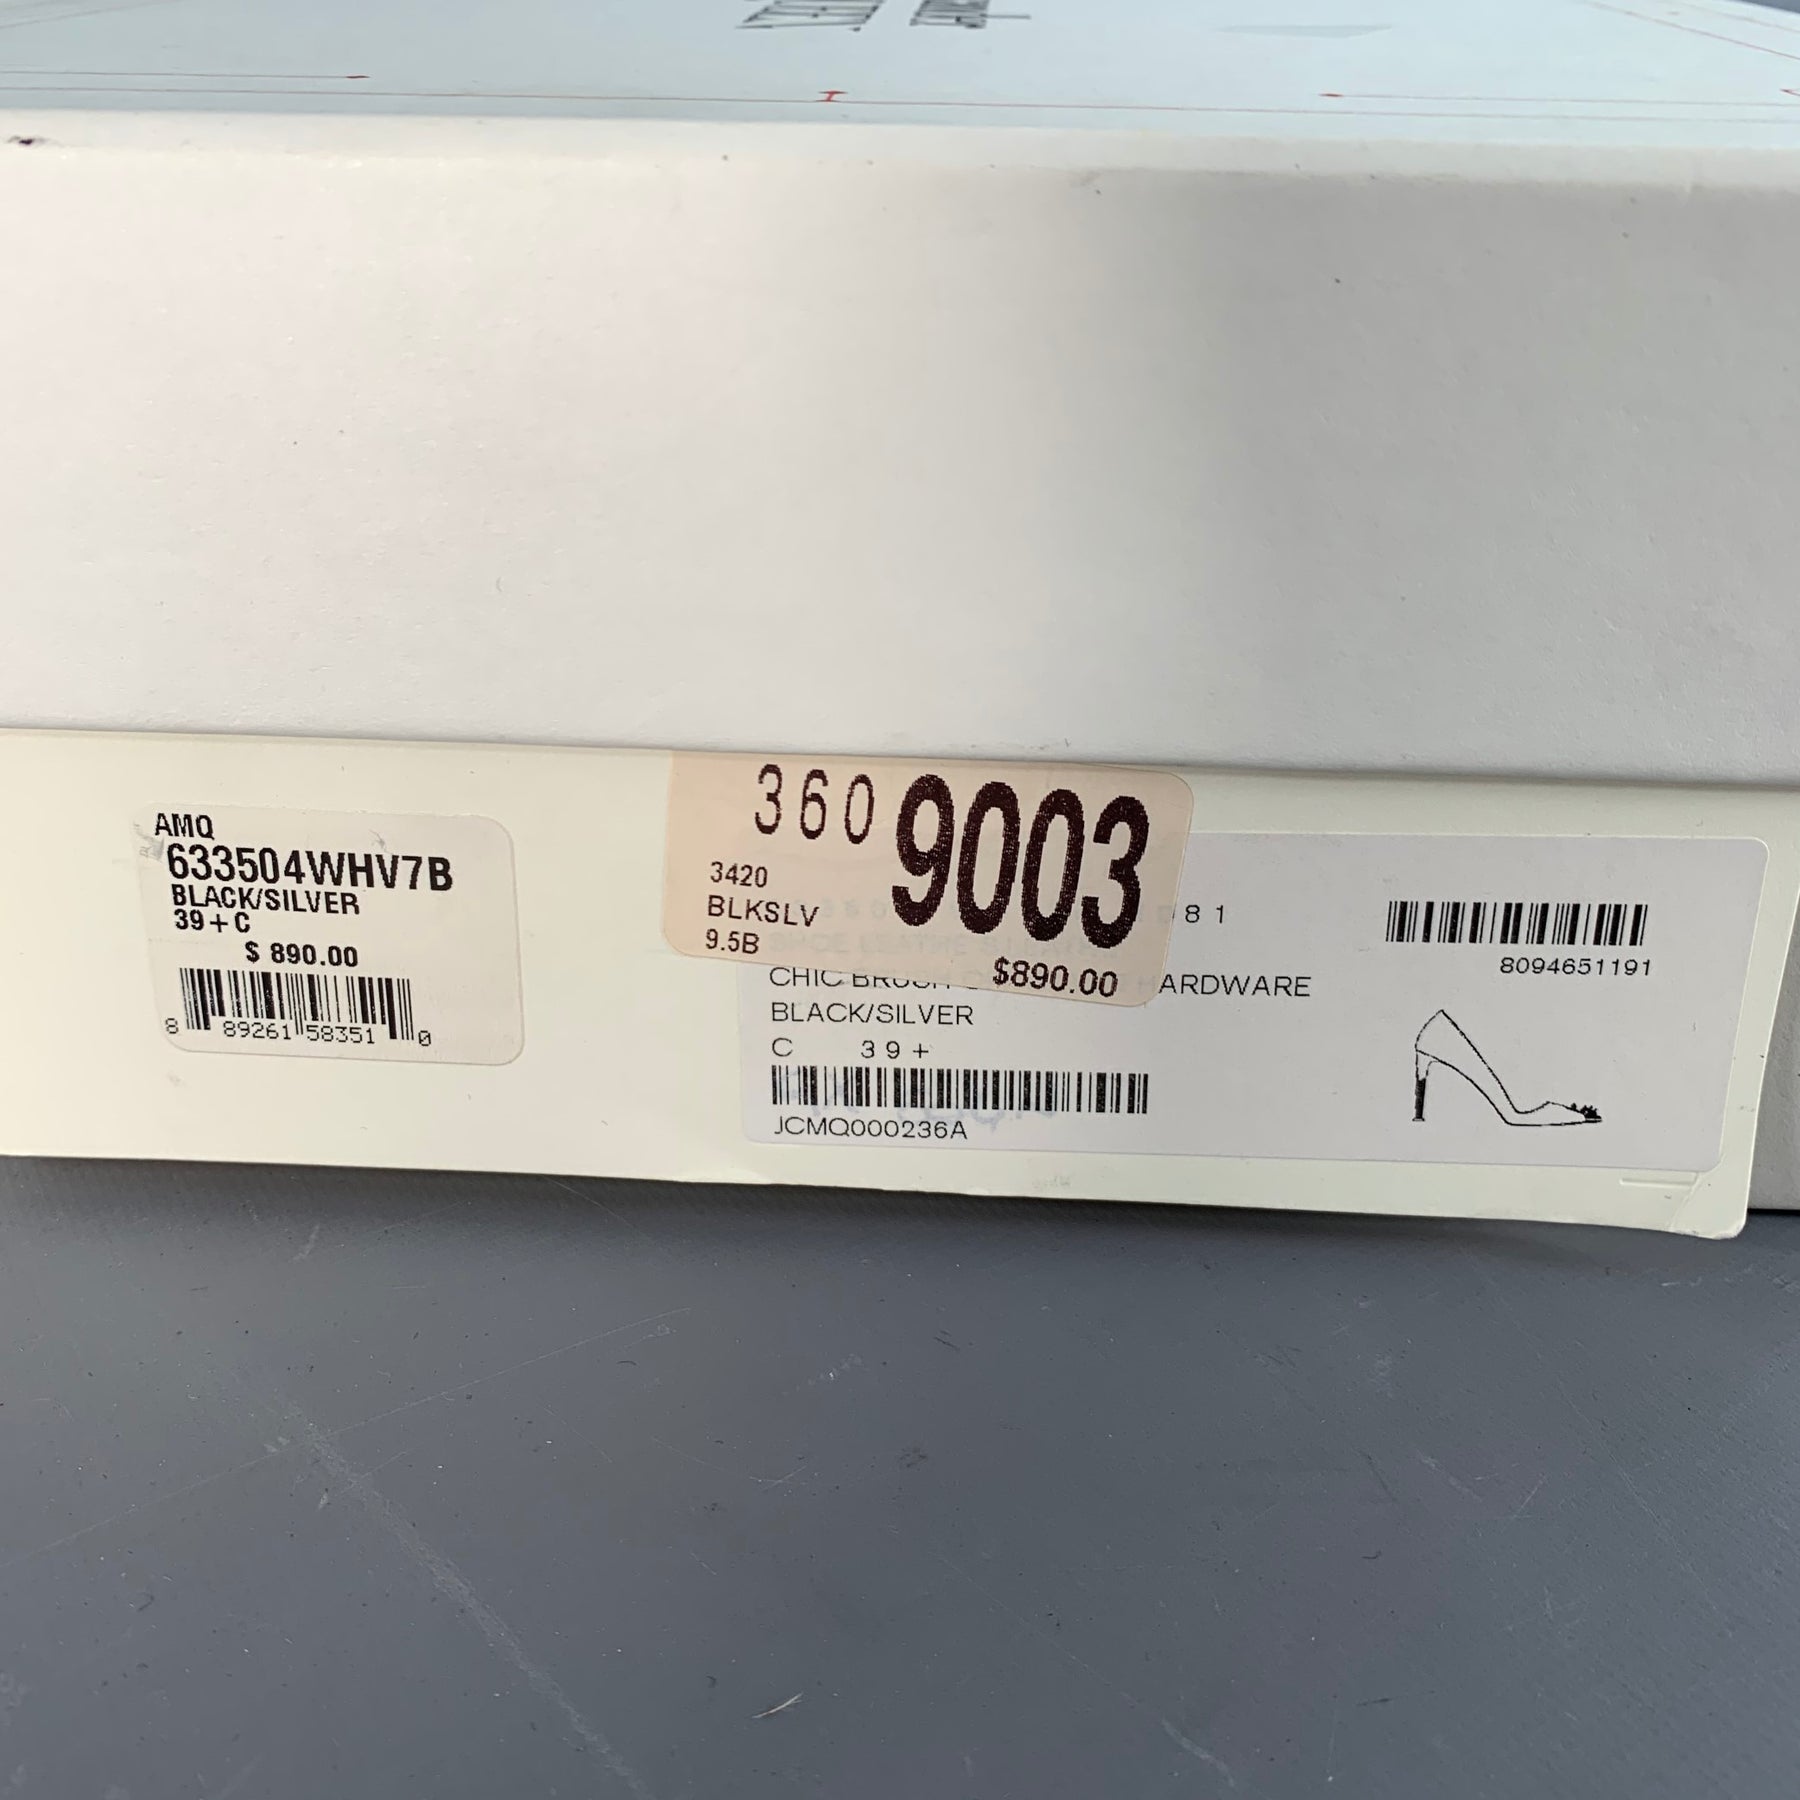 AMQ
633504WHV7B
BLACK/SILVER
39+C
$ 890.00
8 89261 58351 0
360 9003
3420
BLKSLV
9.5B
$890.00
81
CHIC
HARDWARE
BLACK/SILVER
C 39+
JCMQ000236A
8094651191